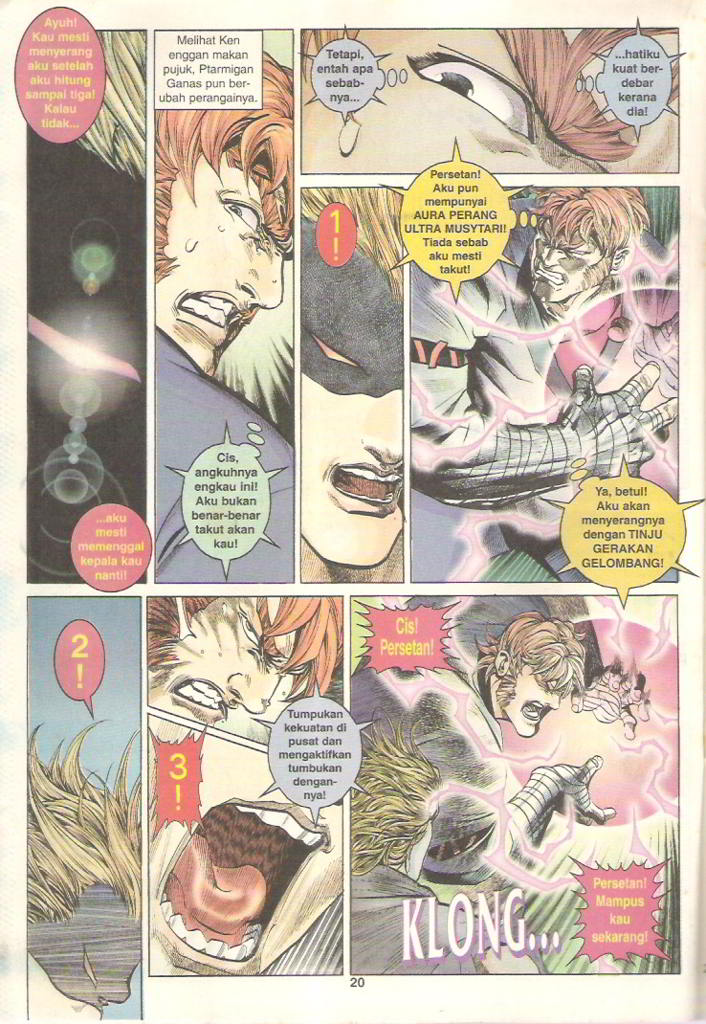 Ayuh!
Kau mesti
menyerang
aku setelah
aku hitung
sampai tiga!
Kalau
tidak...
...aku
mesti
memenggal
kepala kau
nanti!
Melihat Ken
enggan makan
pujuk, Ptarmigan
Ganas pun ber-
ubah perangainya.
Cis,
angkuhnya
engkau ini!
Aku bukan
benar-benar
takut akan
kau!
Tetapi,
entah apa
sebab-
nya...
...hatiku
kuat ber-
debar
kerana
dia!
1
!
Persetan!
Aku pun
mempunyai
AURA PERANG
ULTRA MUSYTARI!
Tiada sebab
aku mesti
takut!
Ya, betul!
Aku akan
menyerangnya
dengan TINJU
GERAKAN
GELOMBANG!
2
!
Tumpukan
kekuatan di
pusat dan
mengaktifkan
tumbukan
dengan-
nya!
3
!
Cis!
Persetan!
KLONG...
Persetan!
Mampus
kau
sekarang!
20